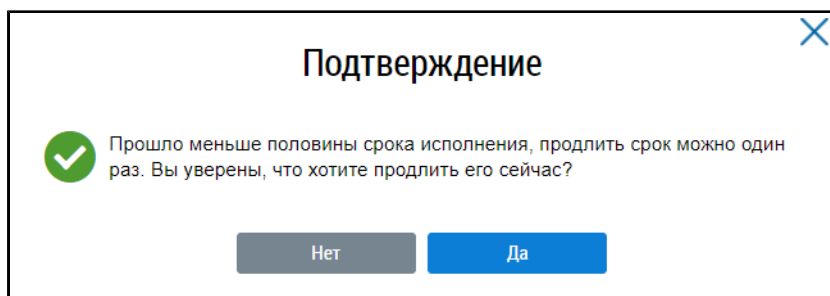 Подтверждение
Прошло меньше половины срока исполнения, продлить срок можно один
раз. Вы уверены, что хотите продлить его сейчас?
Нет
Да